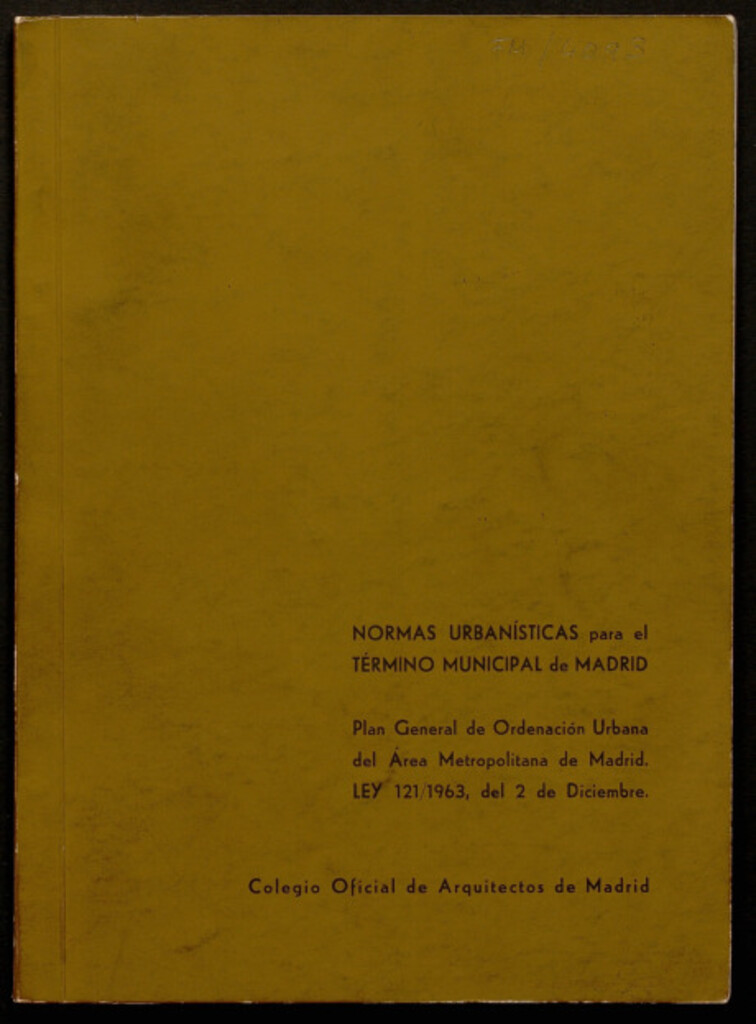 NORMAS URBANÍSTICAS para el
TÉRMINO MUNICIPAL de MADRID
Plan General de Ordenación Urbana
del Área Metropolitana de Madrid.
LEY 121/1963, del 2 de Diciembre.
Colegio Oficial de Arquitectos de Madrid